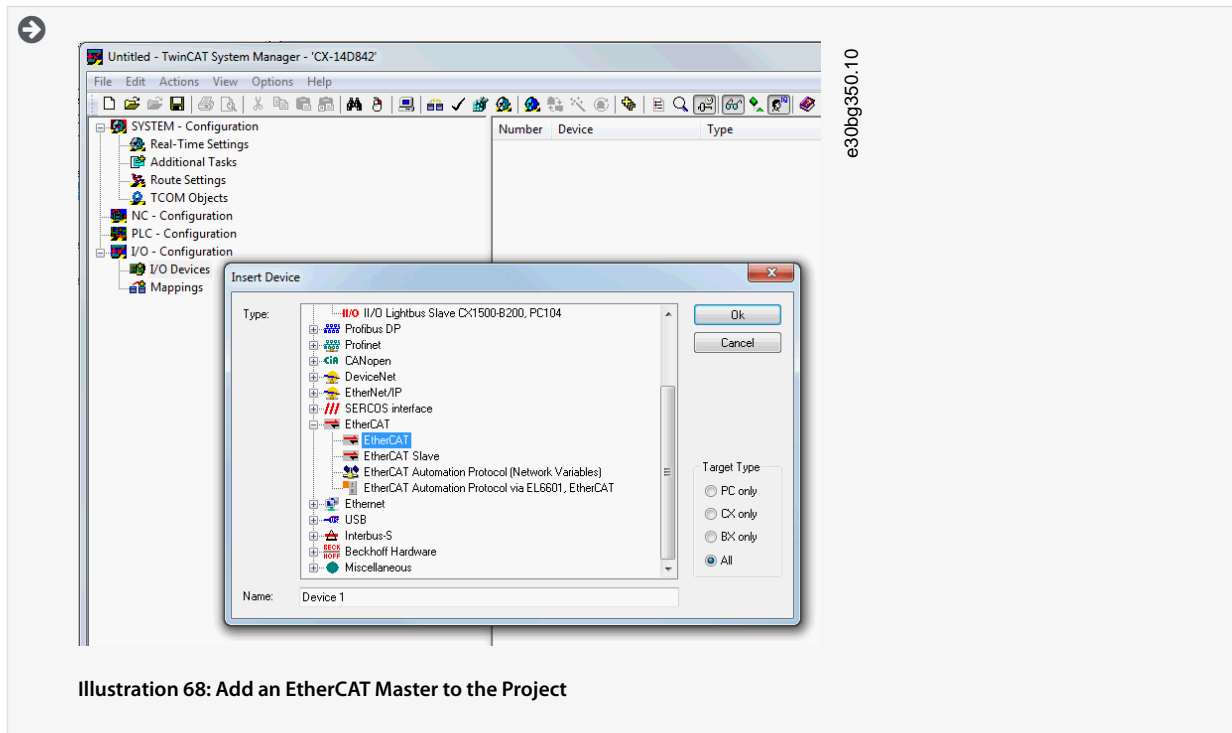 Untitled - TwinCAT System Manager - 'CX-14D842'
File Edit Actions View Options Help
SYSTEM - Configuration
Real-Time Settings
Additional Tasks
Route Settings
TCOM Objects
NC - Configuration
PLC - Configuration
I/O - Configuration
I/O Devices
Mappings
Number Device Type
e30bg350.10
Insert Device
Type:
II/O II/O Lightbus Slave CX1500-B200, PC104
Profibus DP
Profinet
CiA CANopen
DeviceNet
EtherNet/IP
SERCOS interface
EtherCAT
EtherCAT
EtherCAT Slave
EtherCAT Automation Protocol (Network Variables)
EtherCAT Automation Protocol via EL6601, EtherCAT
Ethernet
USB
Interbus-S
BECK
HOFF
Beckhoff Hardware
Miscellaneous
Ok
Cancel
Target Type
PC only
CX only
BX only
All
Name: Device 1
Illustration 68: Add an EtherCAT Master to the Project